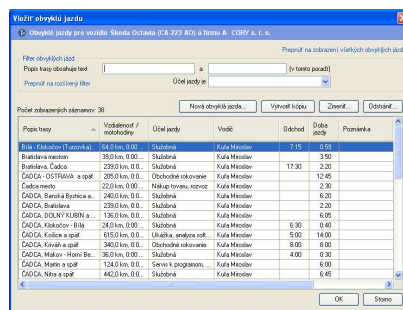 Vložiť obvyklú jazdu
Obvyklé jazdy pre vozidlo Škoda Octavia (CA-223 AO) a firmu A- CORY s. r. o.
Prepnúť na zobrazení všetkých obvyklých jázd
Filter obvyklých jázd
Popis trasy obsahuje text a (v tomto poradí)
Prepnúť na rozšírený filter Účel jazdy je
Počet zobrazených záznamov: 38 Nová obvyklá jazda... Vytvoriť kópiu Zmeniť... Odstrániť...
Popis trasy Vzdialenosť / motohodiny Účel jazdy Vodič Odchod Doba jazdy Poznámka
Bílá - Klokočov (Turzovka)... 64,0 km, 0:00... Služobná Kuľa Miroslav 7:15 0:59
Bratislava mestom 39,0 km, 0:00... Služobná Kuľa Miroslav 3:50
Bratislava, Čadca 239,0 km, 0:0... Služobná Kuľa Miroslav 17:30 2:20
ČADCA - OSTRAVA a späť 205,0 km, 0:0... Obchodné rokovanie Kuľa Miroslav 12:45
Čadca mesto 22,0 km, 0:00... Nákup tovaru, rozvoz Kuľa Miroslav 2:30
ČADCA, Banská Bystrica a... 240,0 km, 0:0... Služobná Kuľa Miroslav 6:20
ČADCA, Bratislava 239,0 km, 0:0... Služobná Kuľa Miroslav 2:20
ČADCA, DOLNÝ KUBÍN a ... 136,0 km, 0:0... Služobná Kuľa Miroslav 6:05
ČADCA, Klokočov - Bílá 24,0 km, 0:00... Služobná Kuľa Miroslav 6:30 0:40
ČADCA, Košice a späť 615,0 km, 0:0... Ukážka, analýza soft... Kuľa Miroslav 5:00 14:00
ČADCA, Kriváň a späť 340,0 km, 0:0... Obchodné rokovanie Kuľa Miroslav 8:00 8:00
ČADCA, Makov - Horní Be... 36,0 km, 0:00... Služobná Kuľa Miroslav 4:00 0:30
ČADCA, Martin a späť 124,0 km, 0:0... Servis k programom, ... Kuľa Miroslav 6:00
ČADCA, Nitra a späť 442,0 km, 0:0... Služobná Kuľa Miroslav 6:45
OK Storno